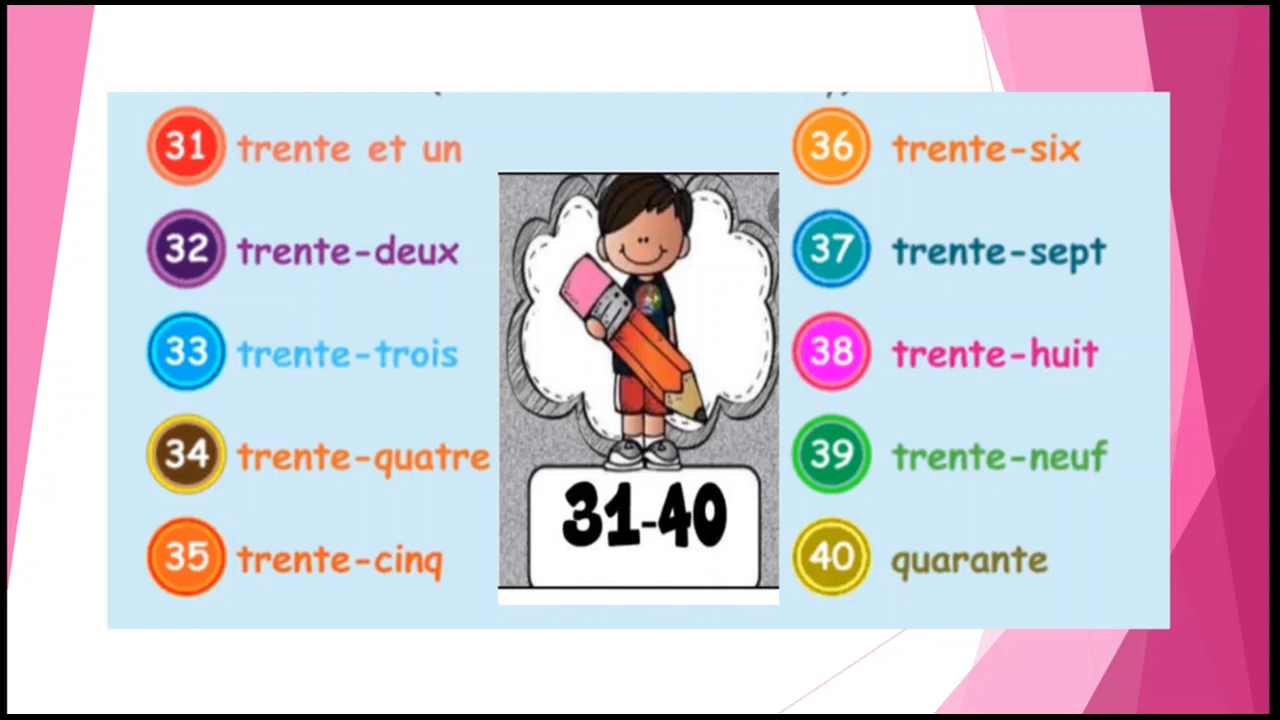 31 trente et un
32 trente-deux
33 trente-trois
34 trente-quatre
35 trente-cinq
31-40
36 trente-six
37 trente-sept
38 trente-huit
39 trente-neuf
40 quarante